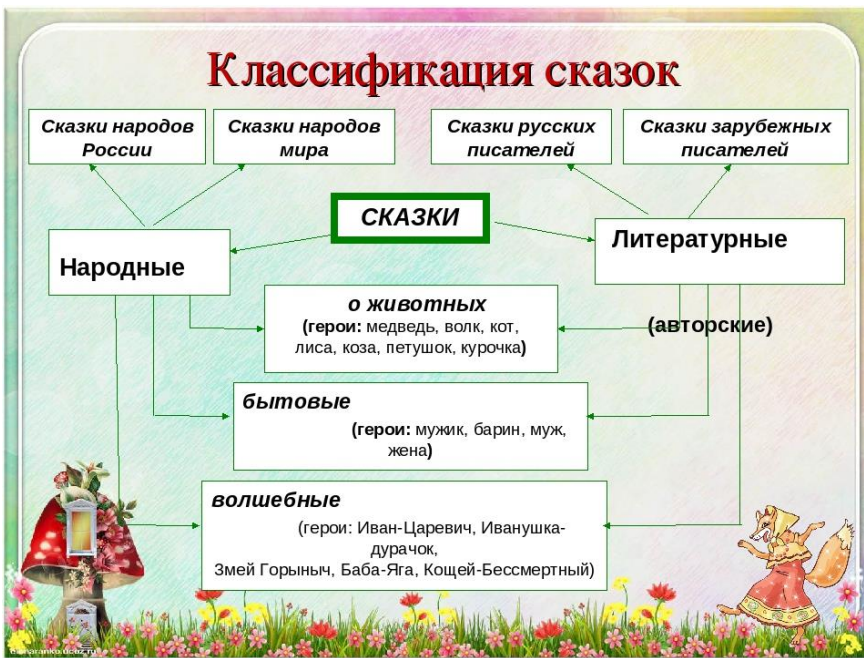 Классификация сказок
Сказки народов
России
Сказки народов
мира
Сказки русских
писателей
Сказки зарубежных
писателей
СКАЗКИ
Народные
Литературные
(авторские)
о животных
(герои: медведь, волк, кот,
лиса, коза, петушок, курочка)
бытовые
(герои: мужик, барин, муж,
жена)
волшебные
(герои: Иван-Царевич, Иванушка-
дурачок,
Змей Горыныч, Баба-Яга, Кощей-Бессмертный)